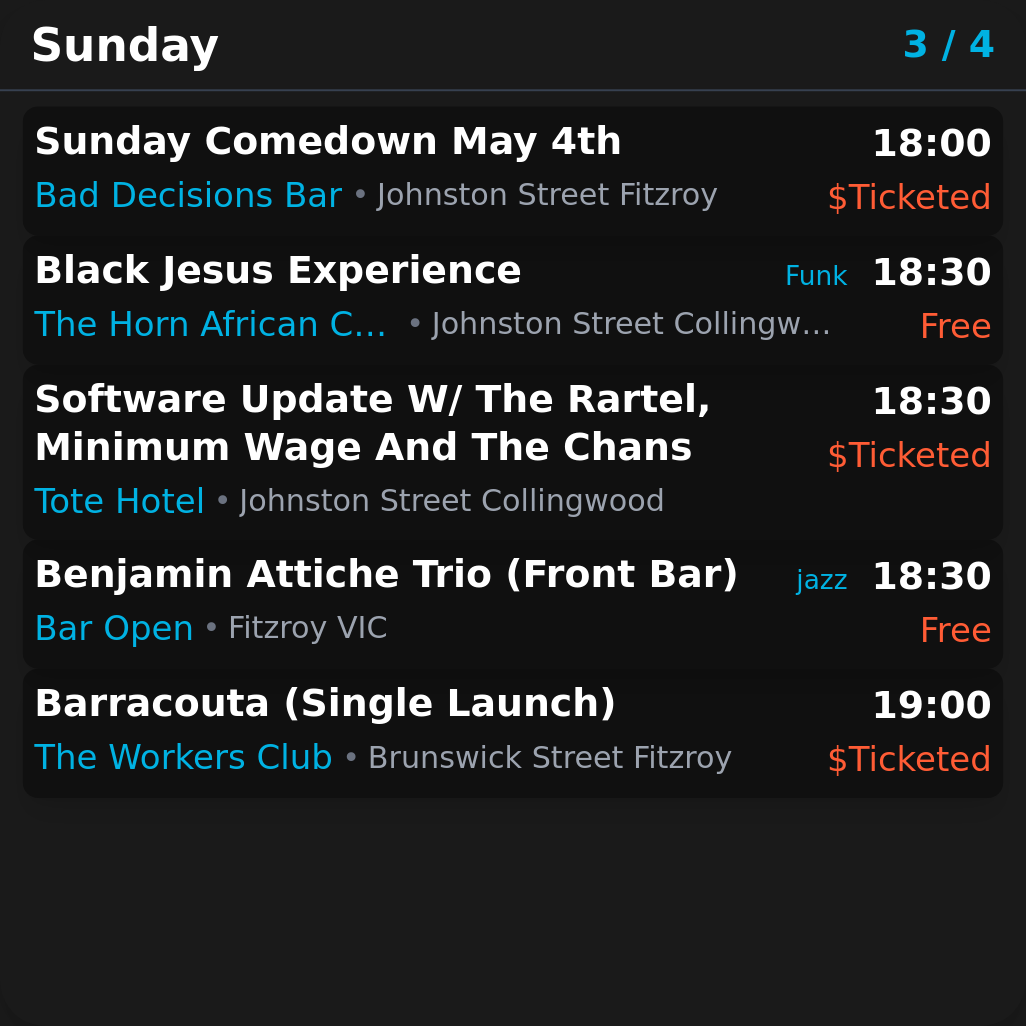 Sunday 3 / 4
Sunday Comedown May 4th 18:00
Bad Decisions Bar • Johnston Street Fitzroy $Ticketed
Black Jesus Experience Funk 18:30
The Horn African C… • Johnston Street Collingw… Free
Software Update W/ The Rartel, 18:30
Minimum Wage And The Chans $Ticketed
Tote Hotel • Johnston Street Collingwood
Benjamin Attiche Trio (Front Bar) jazz 18:30
Bar Open • Fitzroy VIC Free
Barracouta (Single Launch) 19:00
The Workers Club • Brunswick Street Fitzroy $Ticketed